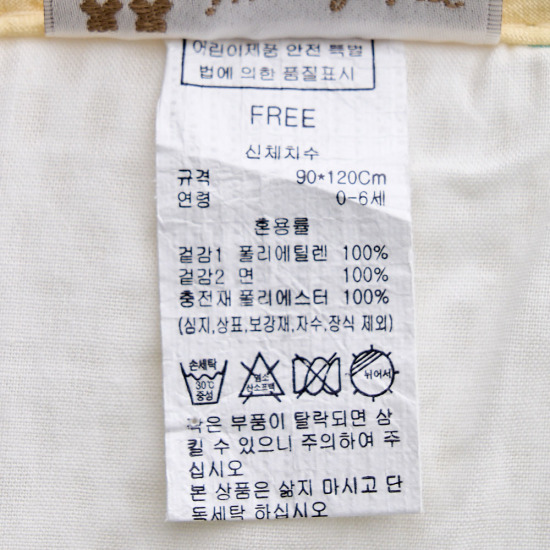 어린이제품 안전 특별
법에 의한 품질표시
FREE
신체치수
규격 90*120Cm
연령 0-6세
혼용률
겉감1 폴리에틸렌 100%
겉감2 면 100%
충전재 폴리에스터 100%
(심지,상표,보강재,자수,장식 제외)
손세탁
30℃
중성
염소
산소표백
뉘어서
작은 부품이 탈락되면 삼
킬 수 있으니 주의하여 주
십시오
본 상품은 삶지 마시고 단
독세탁 하십시오